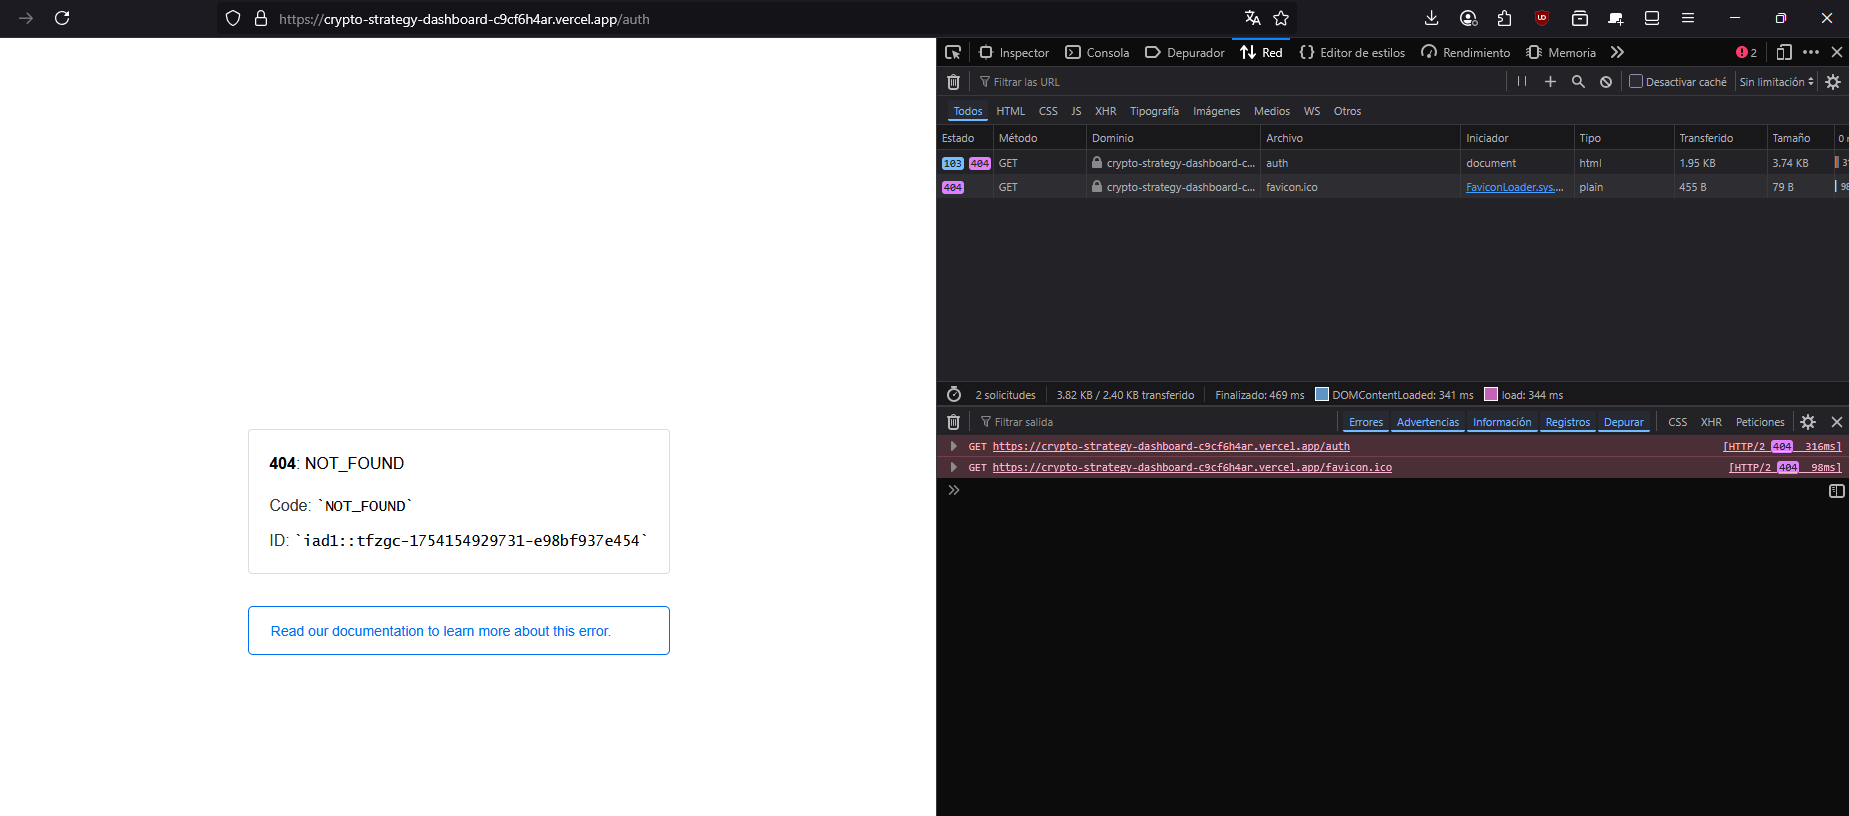 https://crypto-strategy-dashboard-c9cf6h4ar.vercel.app/auth
Inspector Consola Depurador Red Editor de estilos Rendimiento Memoria 2
Filtrar las URL Desactivar caché Sin limitación
Todos HTML CSS JS XHR Tipografía Imágenes Medios WS Otros
Estado Método Dominio Archivo Iniciador Tipo Transferido Tamaño 0
103 404 GET crypto-strategy-dashboard-c... auth document html 1.95 KB 3.74 KB
404 GET crypto-strategy-dashboard-c... favicon.ico FaviconLoader.sys.... plain 455 B 79 B 98
2 solicitudes 3.82 KB / 2.40 KB transferido Finalizado: 469 ms DOMContentLoaded: 341 ms load: 344 ms
Filtrar salida Errores Advertencias Información Registros Depurar CSS XHR Peticiones
GET https://crypto-strategy-dashboard-c9cf6h4ar.vercel.app/auth [HTTP/2 404 316ms]
GET https://crypto-strategy-dashboard-c9cf6h4ar.vercel.app/favicon.ico [HTTP/2 404 98ms]
404: NOT_FOUND
Code: `NOT_FOUND`
ID: `iad1::tfzgc-1754154929731-e98bf937e454`
Read our documentation to learn more about this error.